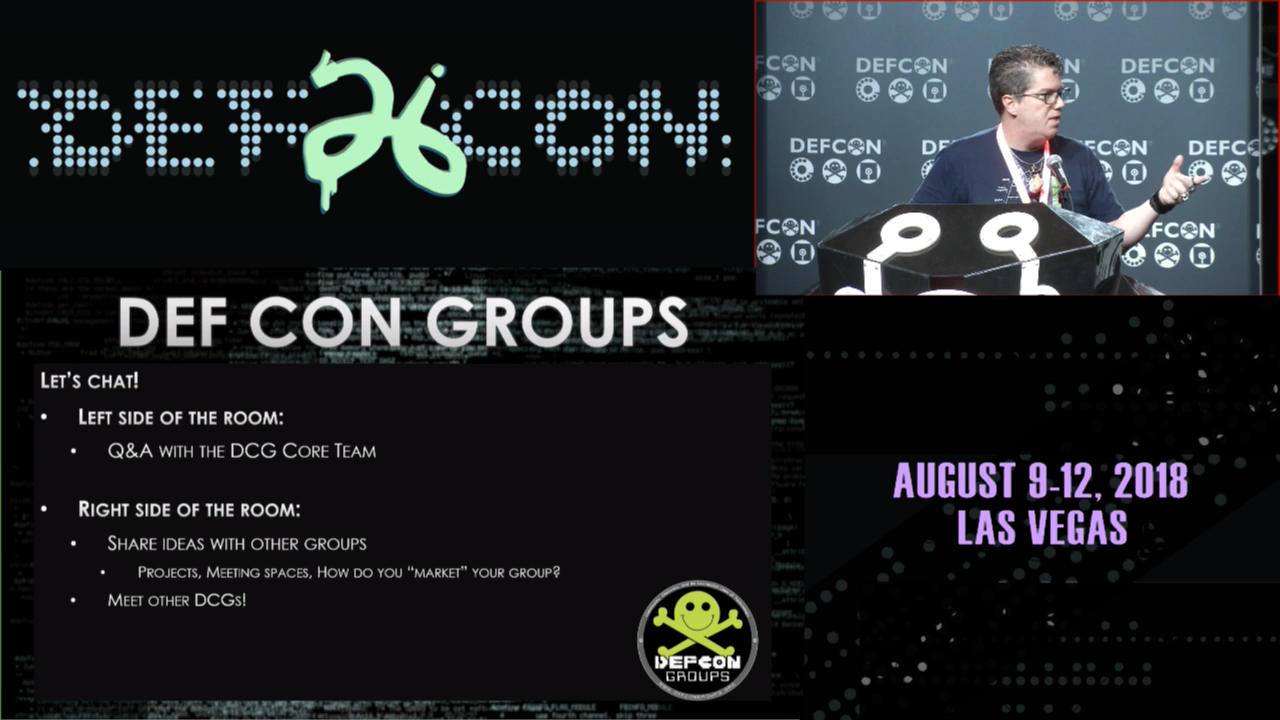 DEF CON
26
DEFCON
DEFCON
DEFCON
DEFCON
DEFCON
DEF CON GROUPS
LET'S CHAT!
• LEFT SIDE OF THE ROOM:
• Q&A WITH THE DCG CORE TEAM
• RIGHT SIDE OF THE ROOM:
• SHARE IDEAS WITH OTHER GROUPS
• PROJECTS, MEETING SPACES, HOW DO YOU “MARKET” YOUR GROUP?
• MEET OTHER DCGS!
DEFCON
GROUPS
AUGUST 9-12, 2018
LAS VEGAS